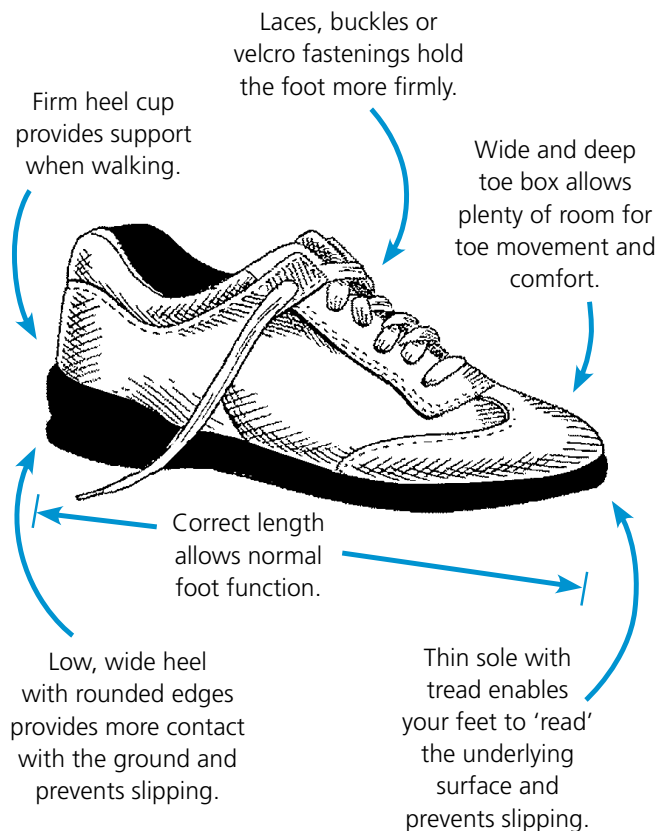 Laces, buckles or
velcro fastenings hold
the foot more firmly.
Firm heel cup
provides support
when walking.
Wide and deep
toe box allows
plenty of room for
toe movement and
comfort.
Correct length
allows normal
foot function.
Low, wide heel
with rounded edges
provides more contact
with the ground and
prevents slipping.
Thin sole with
tread enables
your feet to ‘read’
the underlying
surface and
prevents slipping.